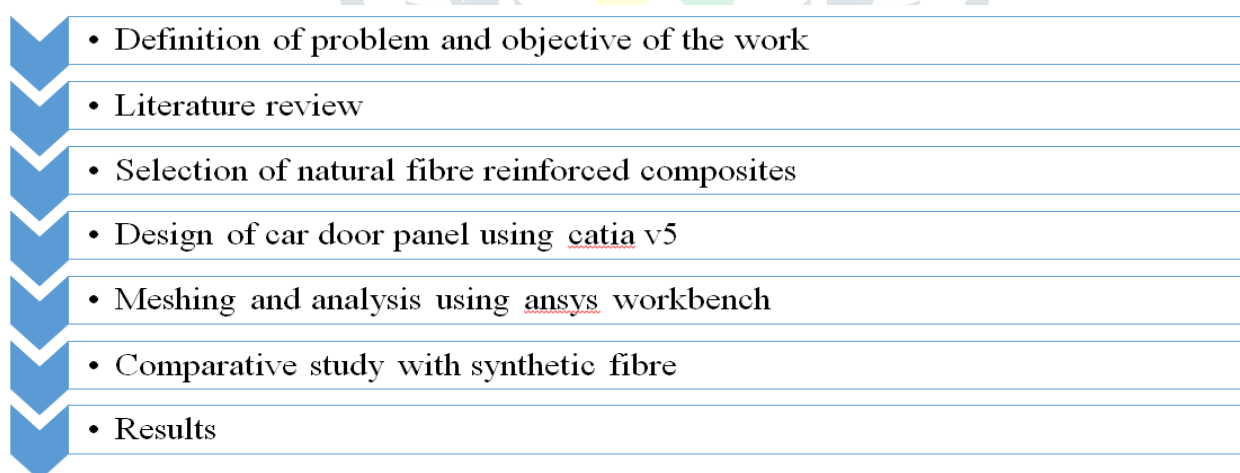 • Definition of problem and objective of the work
• Literature review
• Selection of natural fibre reinforced composites
• Design of car door panel using catia v5
• Meshing and analysis using ansys workbench
• Comparative study with synthetic fibre
• Results